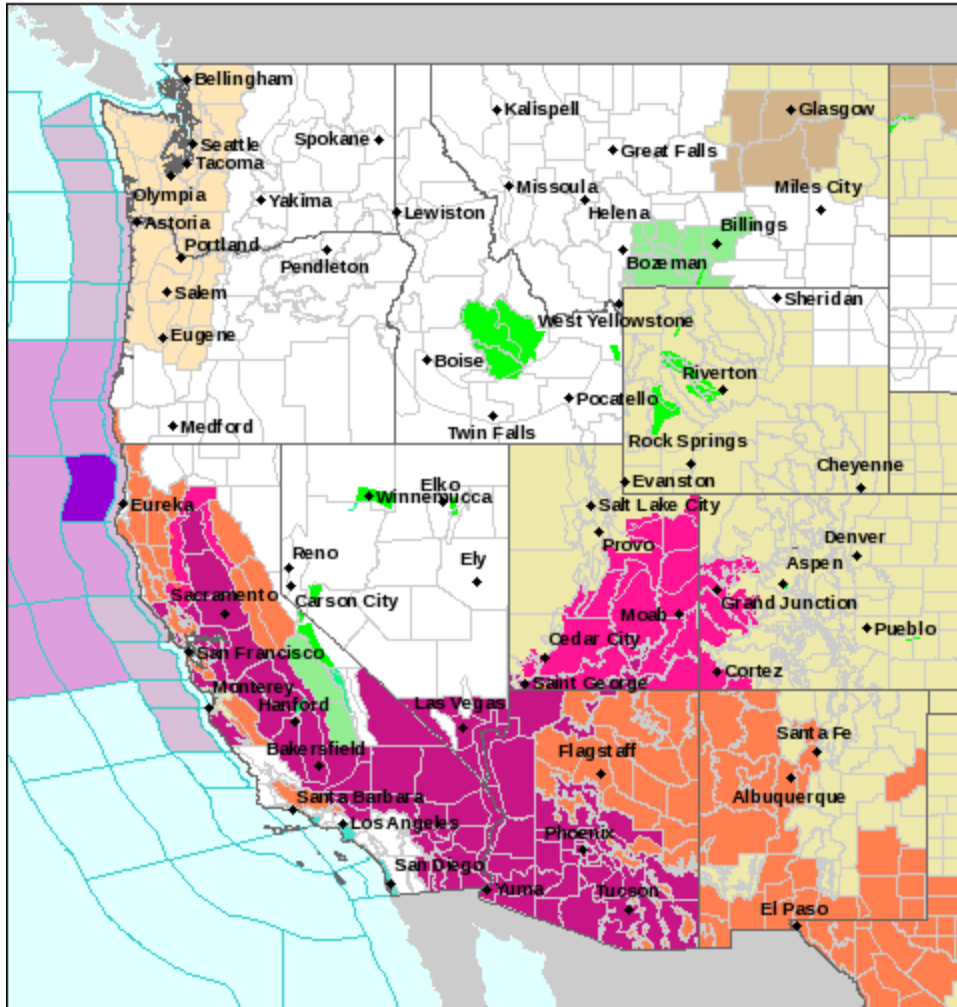 Bellingham
Kalispell
Glasgow
Spokane
Seattle
Great Falls
Tacoma
Missoula
Miles City
Olympia
Yakima
Helena
Lewiston
Astoria
Billings
Portland
Bozeman
Pendleton
Salem
Sheridan
West Yellowstone
Eugene
Boise
Riverton
Pocatello
Medford
Twin Falls
Rock Springs
Cheyenne
Elko
Evanston
Winnemucca
Eureka
Salt Lake City
Denver
Provo
Reno
Ely
Aspen
Sacramento
Carson City
Grand Junction
Moab
Pueblo
Cedar City
San Francisco
Cortez
Saint George
Monterey
Hanford
Las Vegas
Santa Fe
Bakersfield
Flagstaff
Albuquerque
Santa Barbara
Los Angeles
Phoenix
San Diego
Yuma
Tucson
El Paso